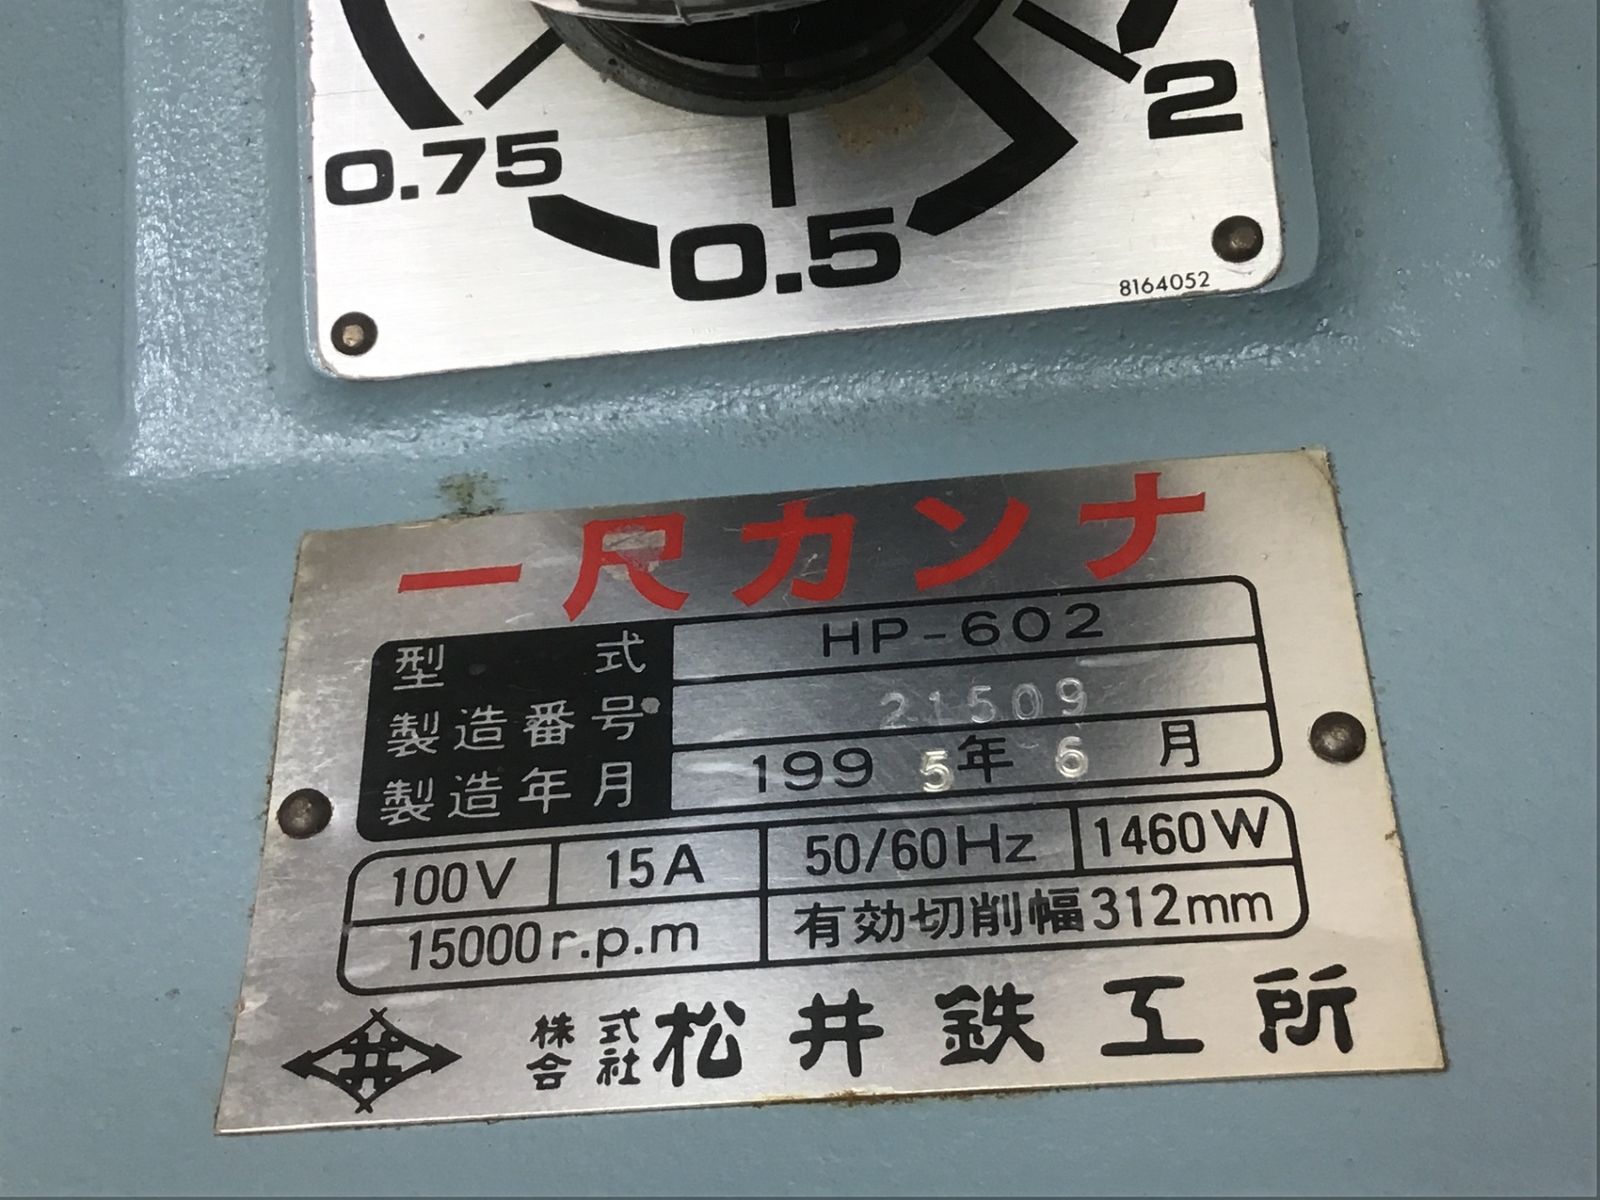 2
0.75
0.5
8164052
一尺カンナ
型式 HP-602
製造番号 21509
製造年月 1995年6月
100V 15A 50/60Hz 1460W
15000r.p.m 有効切削幅312mm
井 株式会社 松井鉄工所